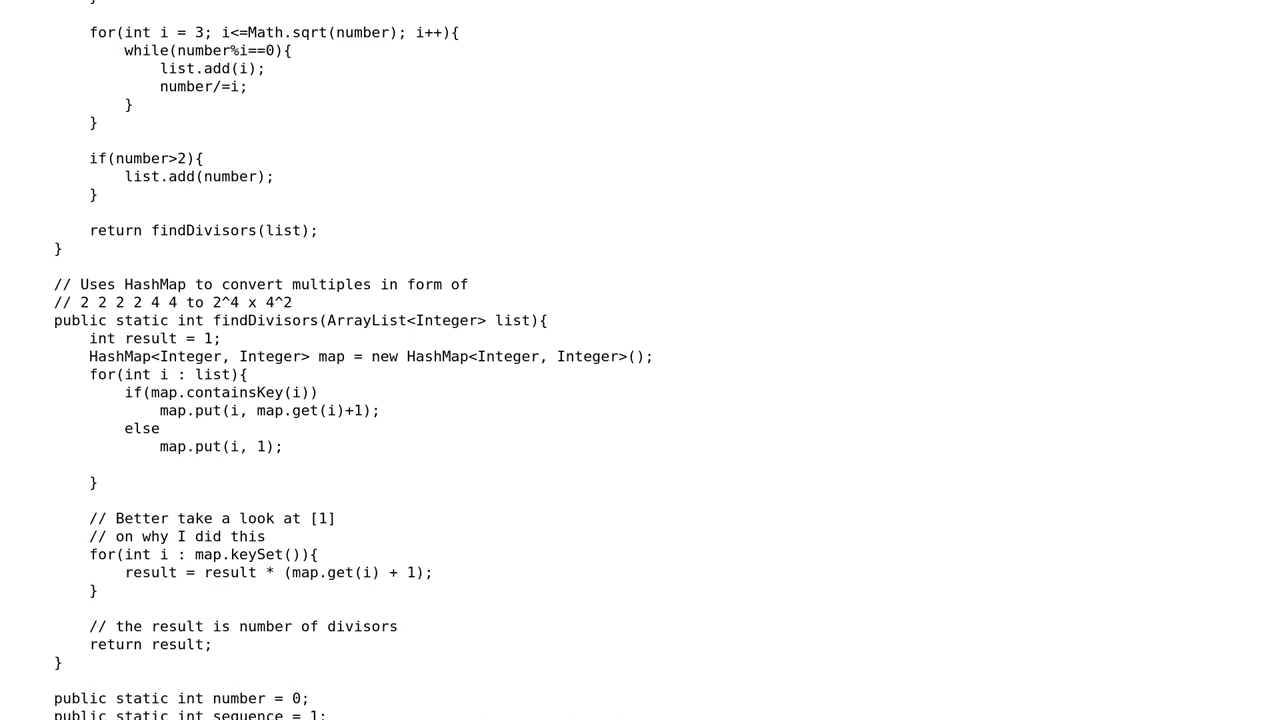 }
for(int i = 3; i<=Math.sqrt(number); i++){
while(number%i==0){
list.add(i);
number/=i;
}
}
if(number>2){
list.add(number);
}
return findDivisors(list);
}
// Uses HashMap to convert multiples in form of
// 2 2 2 2 4 4 to 2^4 x 4^2
public static int findDivisors(ArrayList<Integer> list){
int result = 1;
HashMap<Integer, Integer> map = new HashMap<Integer, Integer>();
for(int i : list){
if(map.containsKey(i))
map.put(i, map.get(i)+1);
else
map.put(i, 1);
}
// Better take a look at [1]
// on why I did this
for(int i : map.keySet()){
result = result * (map.get(i) + 1);
}
// the result is number of divisors
return result;
}
public static int number = 0;
public static int sequence = 1;